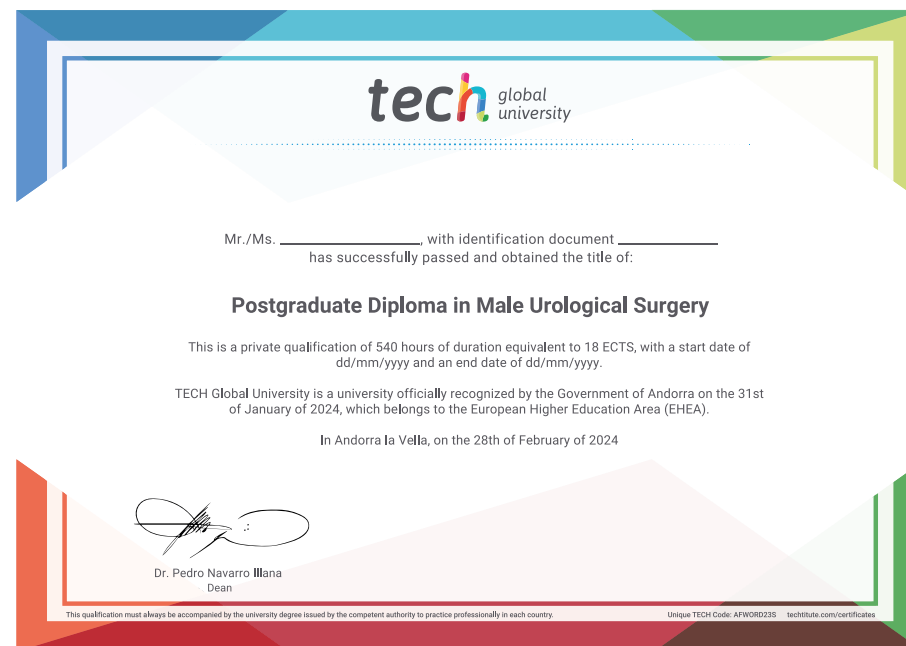 tech global university
Mr./Ms. ________________, with identification document ____________
has successfully passed and obtained the title of:
Postgraduate Diploma in Male Urological Surgery
This is a private qualification of 540 hours of duration equivalent to 18 ECTS, with a start date of
dd/mm/yyyy and an end date of dd/mm/yyyy.
TECH Global University is a university officially recognized by the Government of Andorra on the 31st
of January of 2024, which belongs to the European Higher Education Area (EHEA).
In Andorra la Vella, on the 28th of February of 2024
Dr. Pedro Navarro Illana
Dean
This qualification must always be accompanied by the university degree issued by the competent authority to practice professionally in each country.
Unique TECH Code: AFWORD23S techtitute.com/certificates